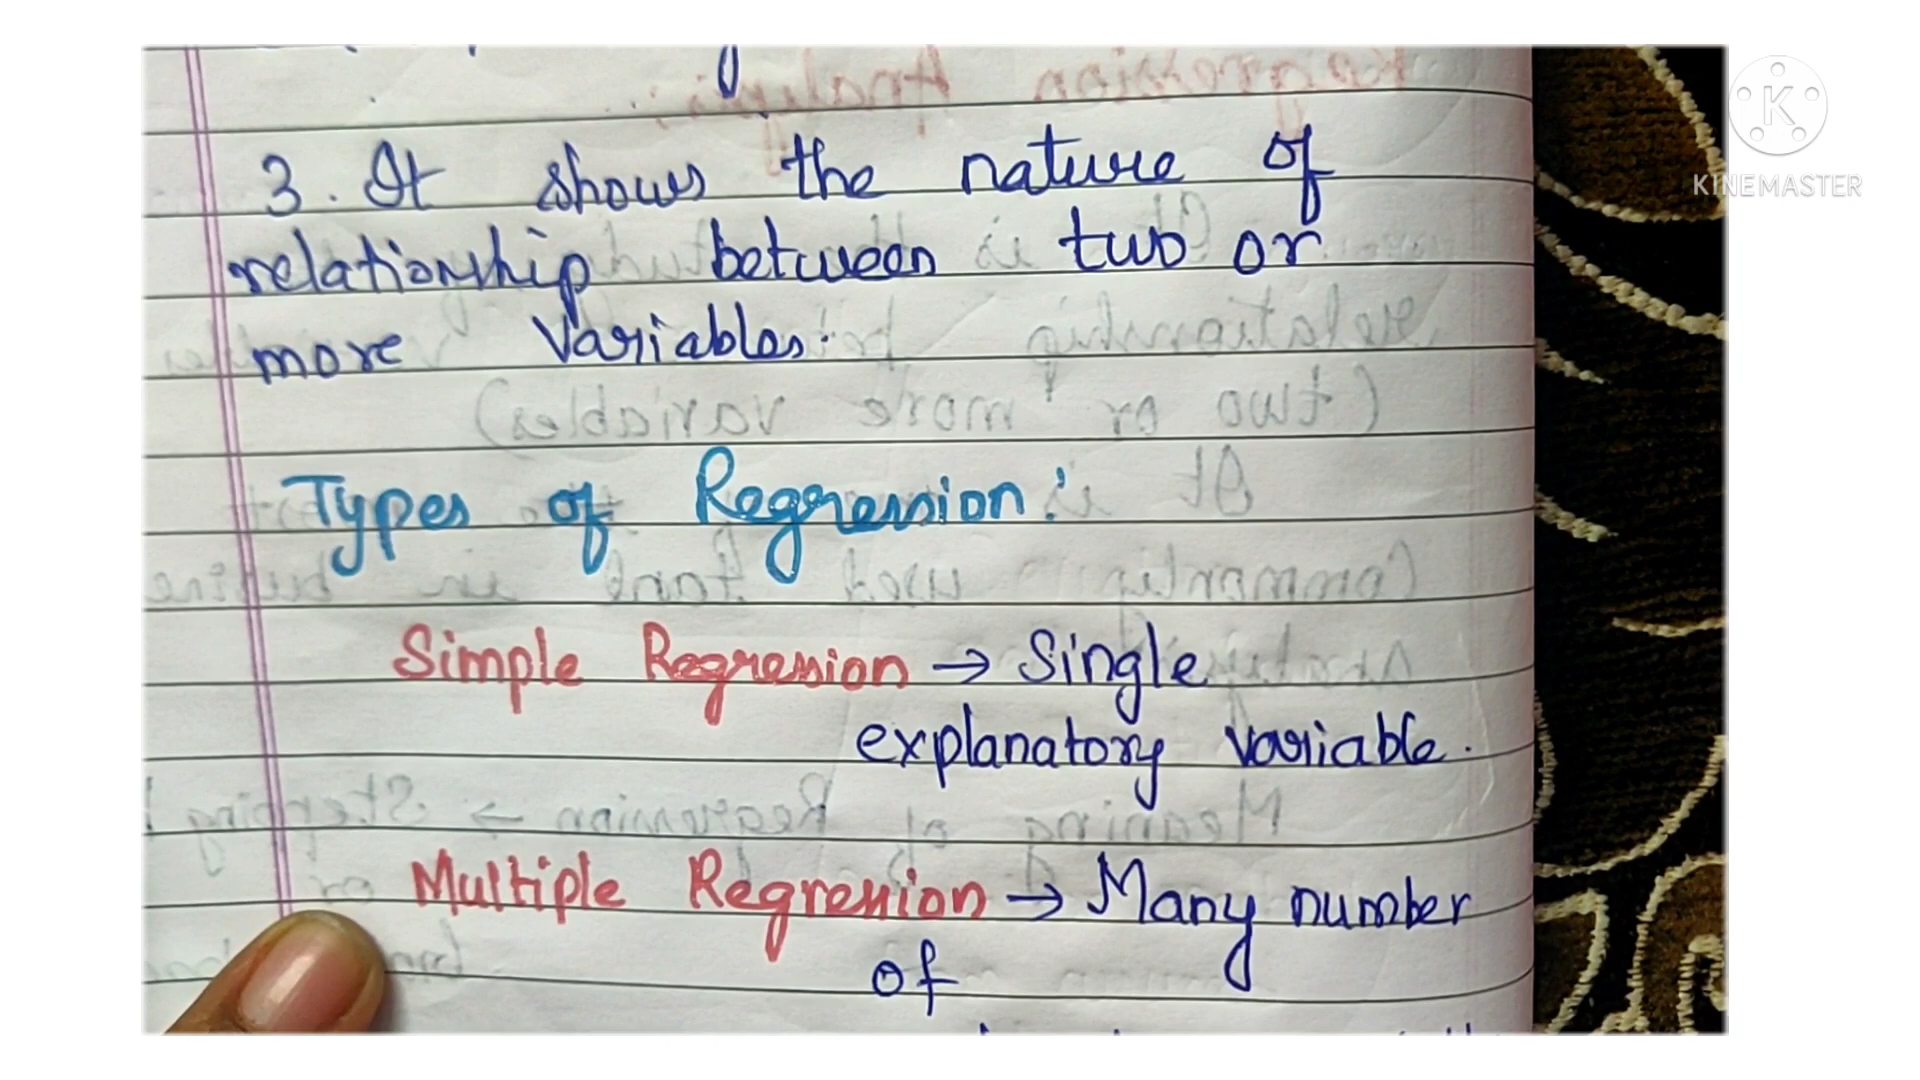 3. It shows the nature of
relationship between two or
more variables.
Types of Regression:
Simple Regression → Single
explanatory variable.
Multiple Regression → Many number
of
K
KINEMASTER